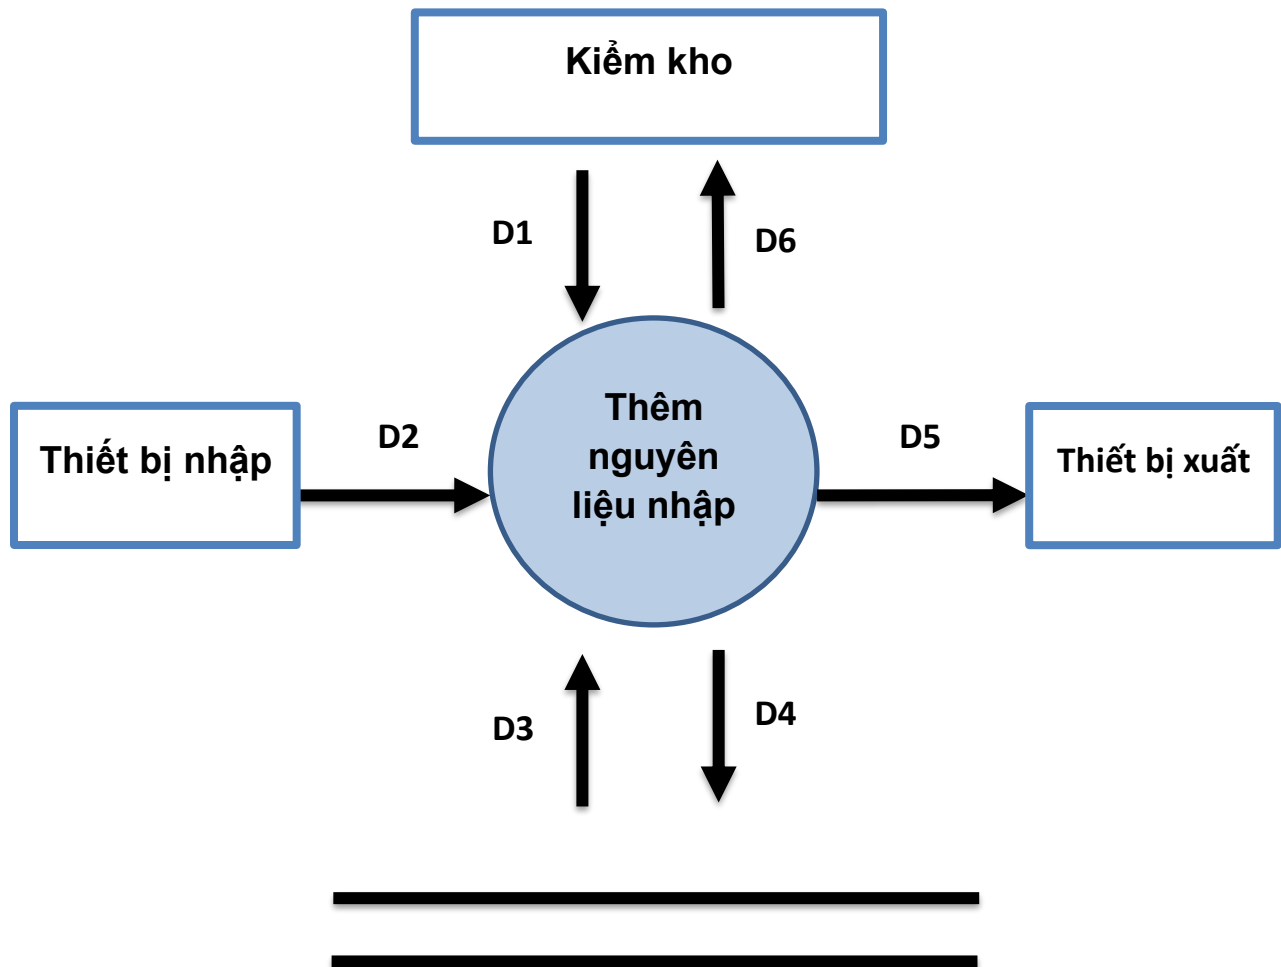 Kiểm kho
D1
D6
Thêm
nguyên
liệu nhập
Thiết bị nhập
D2
D5
Thiết bị xuất
D3
D4